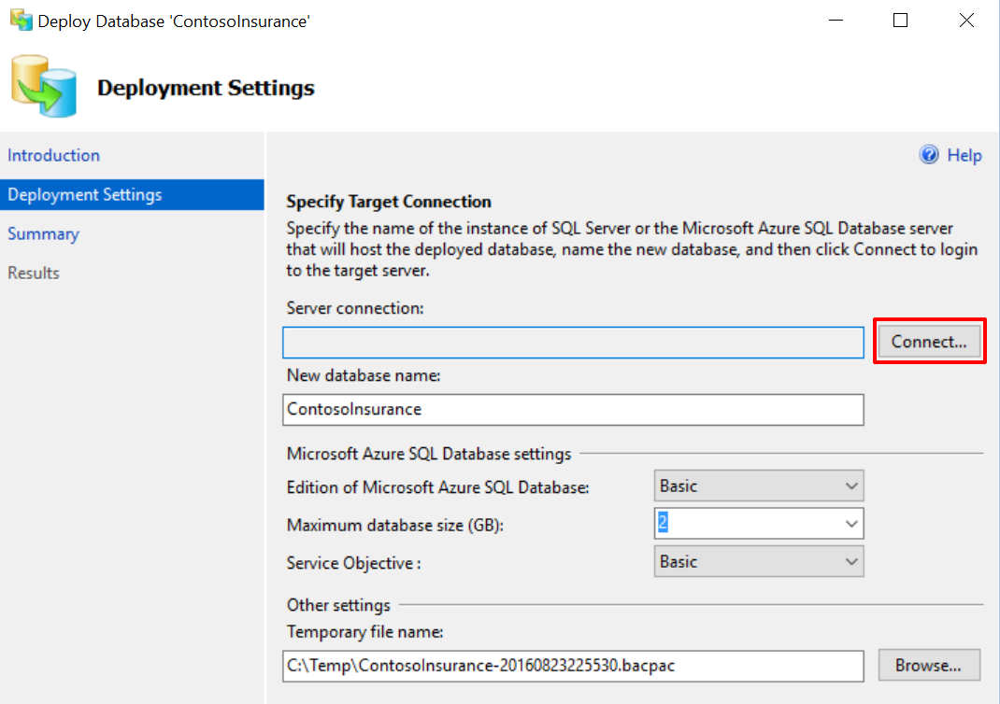 Deploy Database 'ContosoInsurance'
Deployment Settings
Introduction
Deployment Settings
Summary
Results
Help
Specify Target Connection
Specify the name of the instance of SQL Server or the Microsoft Azure SQL Database server
that will host the deployed database, name the new database, and then click Connect to login
to the target server.
Server connection:
Connect...
New database name:
ContosoInsurance
Microsoft Azure SQL Database settings
Edition of Microsoft Azure SQL Database:
Basic
Maximum database size (GB):
2
Service Objective :
Basic
Other settings
Temporary file name:
C:\Temp\ContosoInsurance-20160823225530.bacpac
Browse...